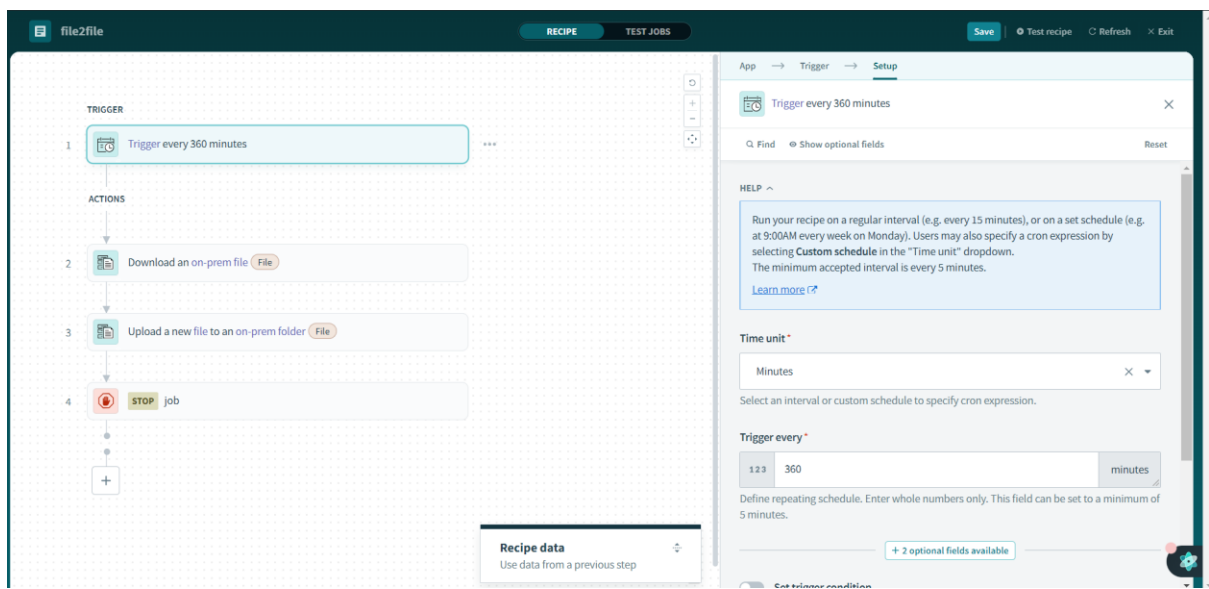 file2file
RECIPE
TEST JOBS
Save
Test recipe
Refresh
Exit
TRIGGER
1
Trigger every 360 minutes
ACTIONS
2
Download an on-prem file File
3
Upload a new file to an on-prem folder File
4
STOP job
Recipe data
Use data from a previous step
App → Trigger → Setup
Trigger every 360 minutes
Find
Show optional fields
Reset
HELP
Run your recipe on a regular interval (e.g. every 15 minutes), or on a set schedule (e.g.
at 9:00AM every week on Monday). Users may also specify a cron expression by
selecting Custom schedule in the "Time unit" dropdown.
The minimum accepted interval is every 5 minutes.
Learn more
Time unit*
Minutes
Select an interval or custom schedule to specify cron expression.
Trigger every*
123 360 minutes
Define repeating schedule. Enter whole numbers only. This field can be set to a minimum of
5 minutes.
+ 2 optional fields available
Set trigger condition